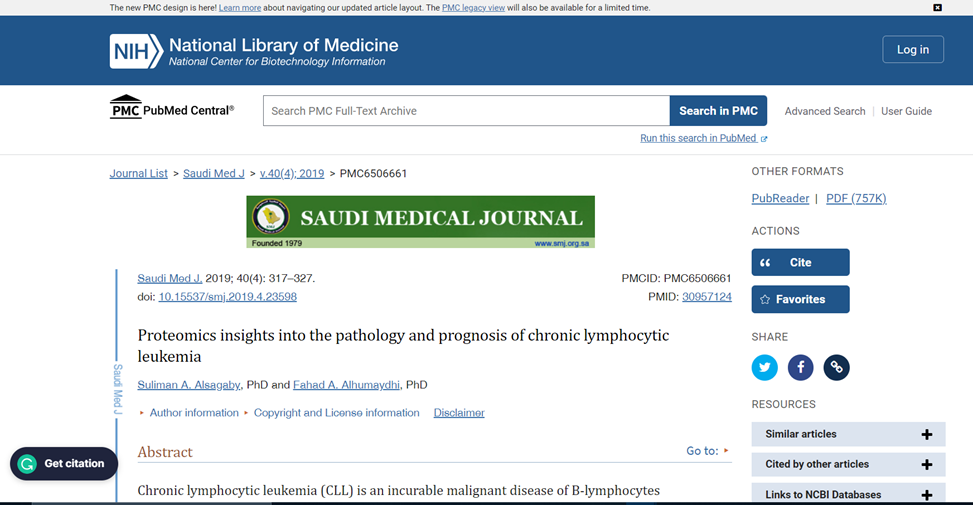 The new PMC design is here! Learn more about navigating our updated article layout. The PMC legacy view will also be available for a limited time.
NIH National Library of Medicine
National Center for Biotechnology Information
Log in
PMC PubMed Central®
Search PMC Full-Text Archive
Search in PMC
Advanced Search | User Guide
Run this search in PubMed
Journal List > Saudi Med J > v.40(4); 2019 > PMC6506661
SAUDI MEDICAL JOURNAL
Founded 1979 www.smj.org.sa
Saudi Med J. 2019; 40(4): 317–327. PMCID: PMC6506661
doi: 10.15537/smj.2019.4.23598 PMID: 30957124
Proteomics insights into the pathology and prognosis of chronic lymphocytic
leukemia
Suliman A. Alsagaby, PhD and Fahad A. Alhumaydhi, PhD
Author information Copyright and License information Disclaimer
Abstract Go to:
Chronic lymphocytic leukemia (CLL) is an incurable malignant disease of B-lymphocytes
Saudi Med J
Get citation
OTHER FORMATS
PubReader | PDF (757K)
ACTIONS
Cite
Favorites
SHARE
RESOURCES
Similar articles
Cited by other articles
Links to NCBI Databases